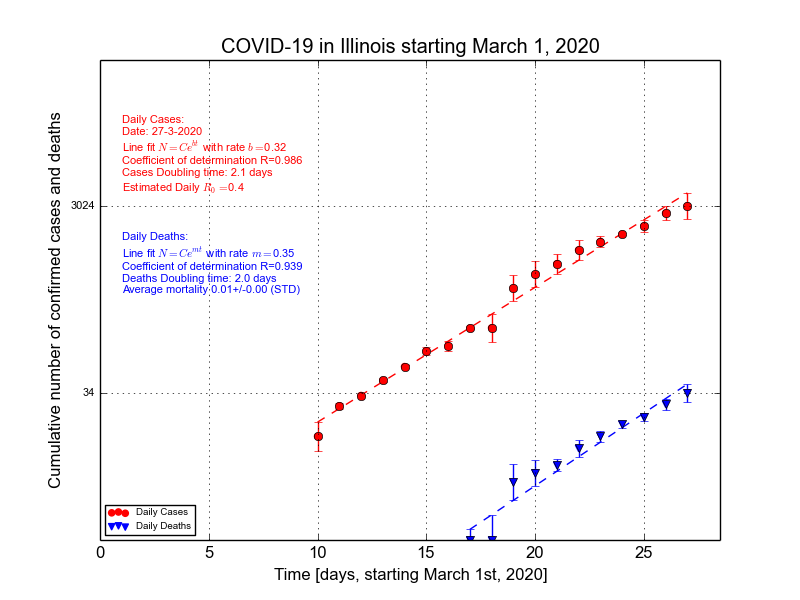 COVID-19 in Illinois starting March 1, 2020
Cumulative number of confirmed cases and deaths
Daily Cases:
Date: 27-3-2020
Line fit N=Ce^{bt} with rate b=0.32
Coefficient of determination R=0.986
Cases Doubling time: 2.1 days
Estimated Daily R_0=0.4
3024
Daily Deaths:
Line fit N=Ce^{mt} with rate m=0.35
Coefficient of determination R=0.939
Deaths Doubling time: 2.0 days
Average mortality 0.01+/-0.00 (STD)
34
Daily Cases
Daily Deaths
0 5 10 15 20 25
Time [days, starting March 1st, 2020]